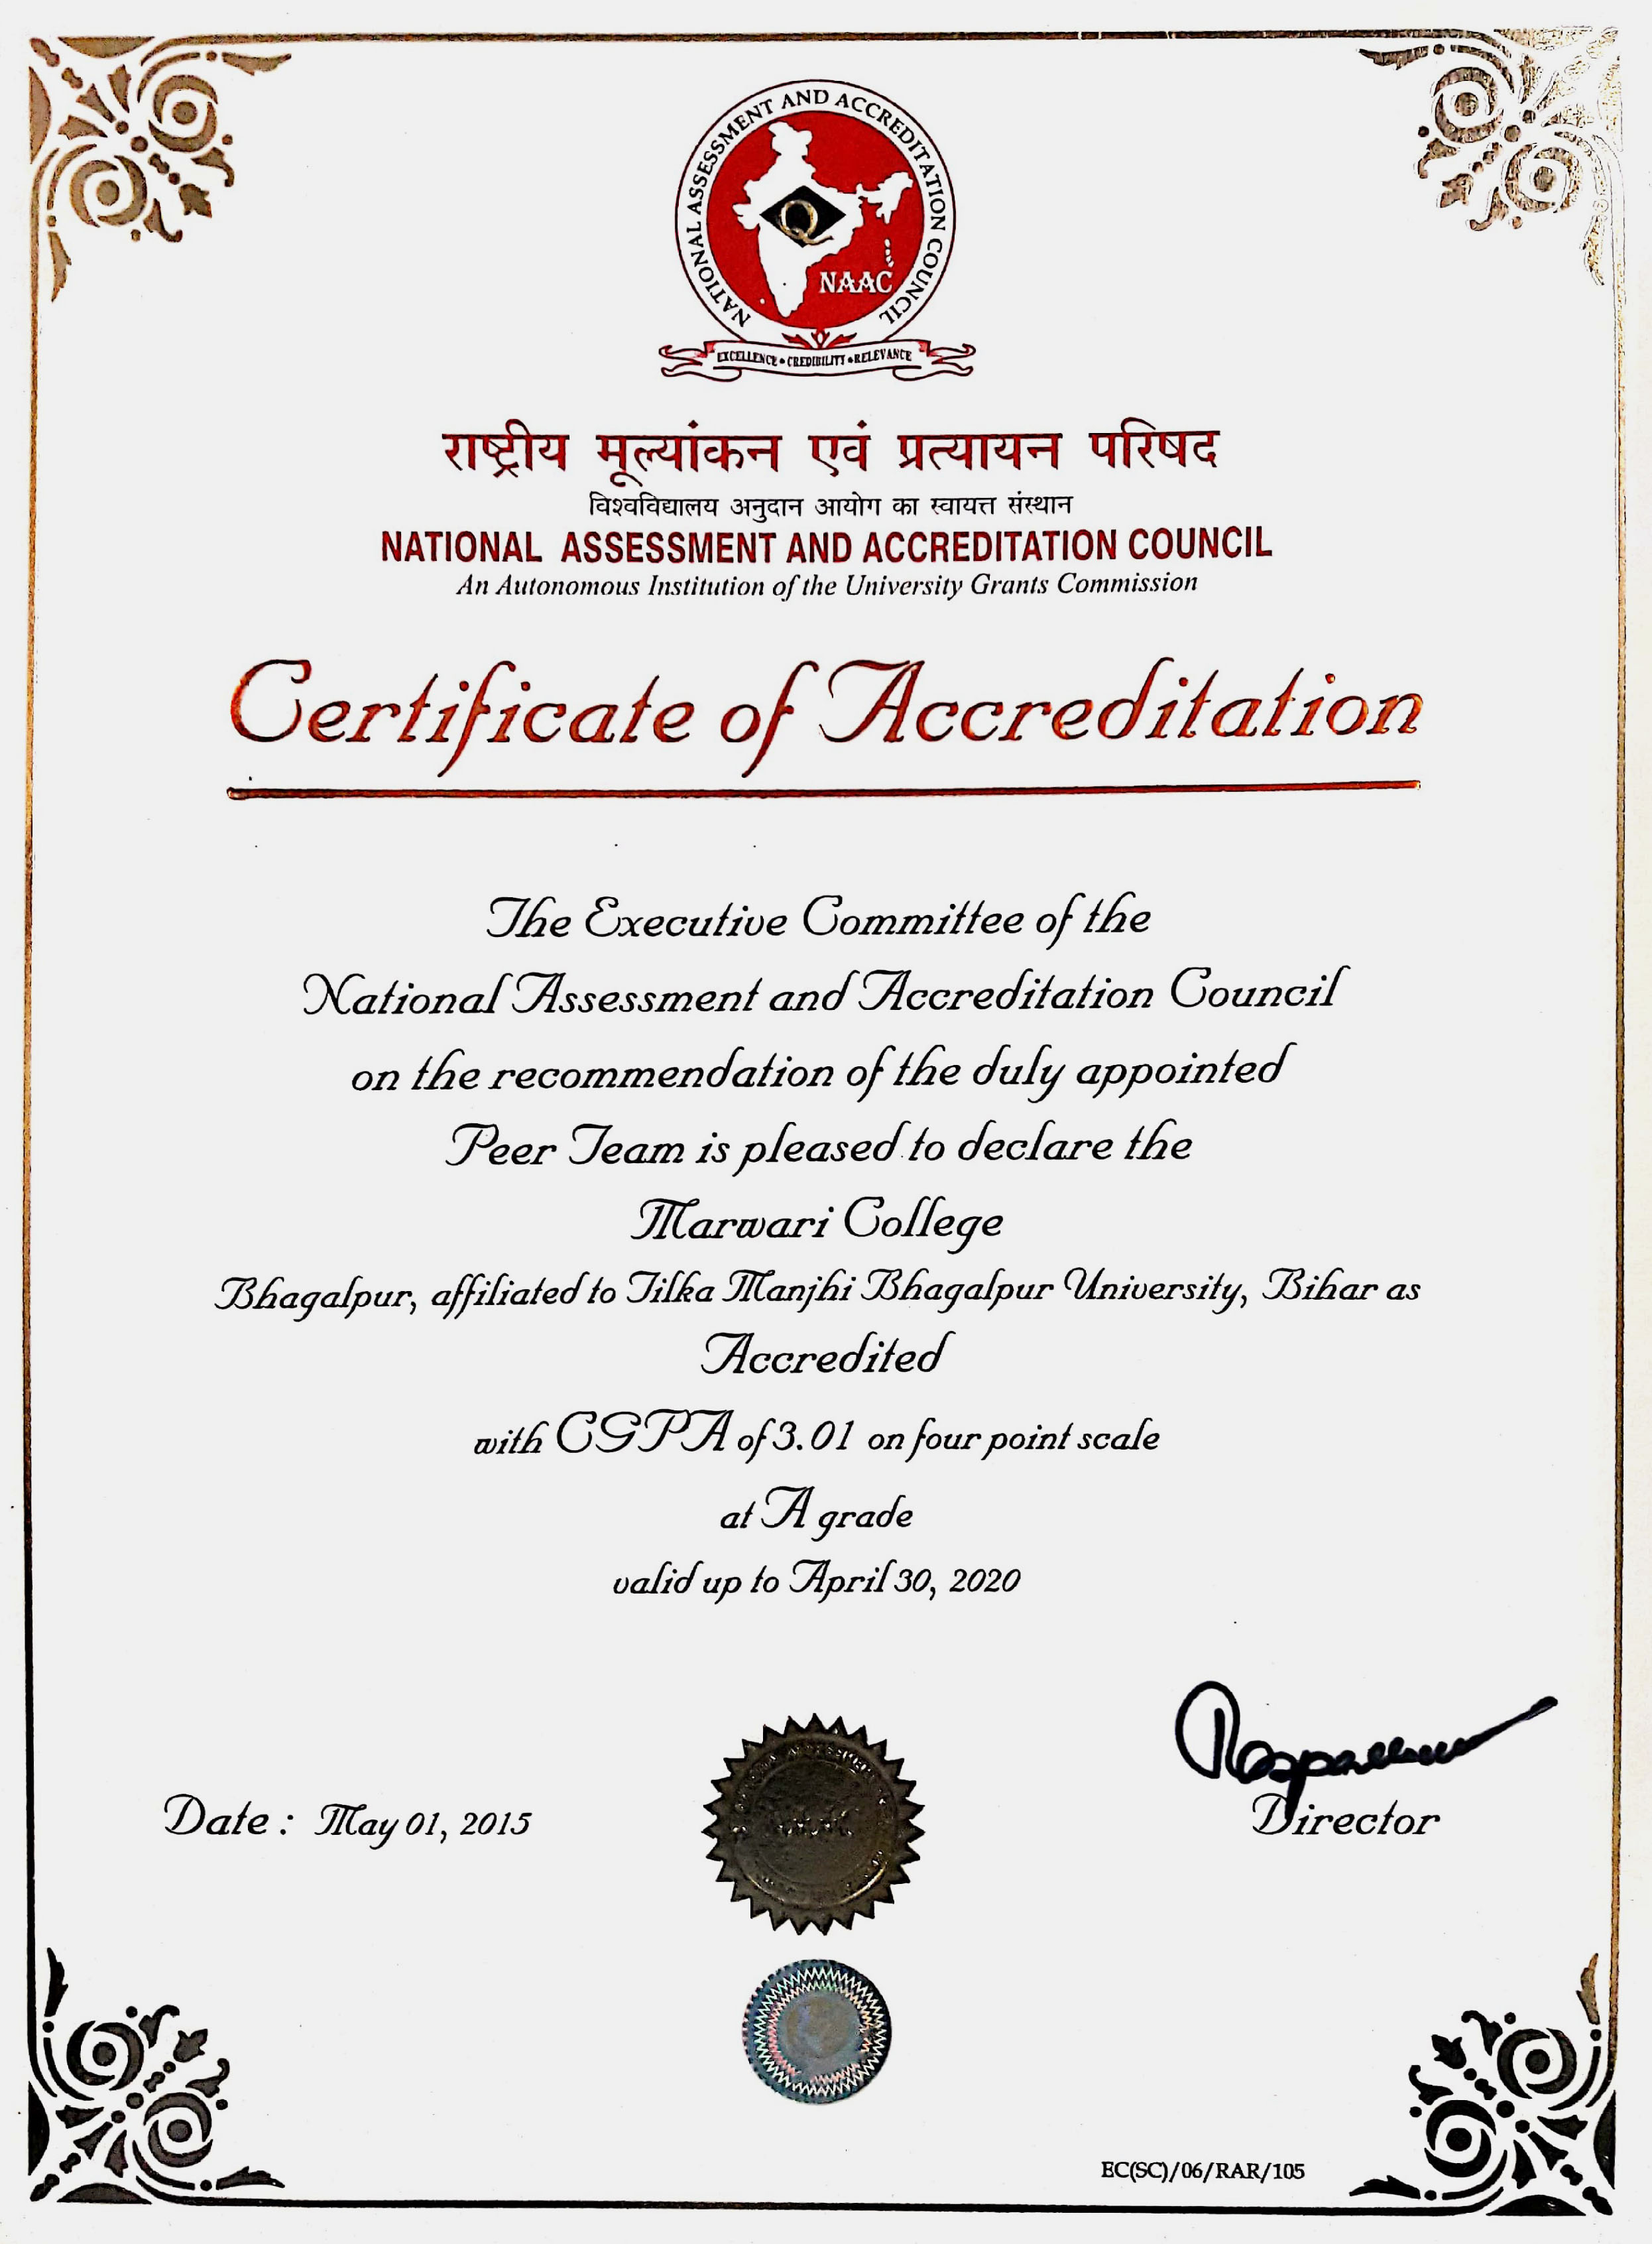 NATIONAL ASSESSMENT AND ACCREDITATION COUNCIL
NAAC
EXCELLENCE • CREDIBILITY • RELEVANCE
राष्ट्रीय मूल्यांकन एवं प्रत्यायन परिषद
विश्वविद्यालय अनुदान आयोग का स्वायत्त संस्थान
NATIONAL ASSESSMENT AND ACCREDITATION COUNCIL
An Autonomous Institution of the University Grants Commission
Certificate of Accreditation
The Executive Committee of the
National Assessment and Accreditation Council
on the recommendation of the duly appointed
Peer Team is pleased to declare the
Marwari College
Bhagalpur, affiliated to Tilka Manjhi Bhagalpur University, Bihar as
Accredited
with CGPA of 3.01 on four point scale
at A grade
valid up to April 30, 2020
Date : May 01, 2015
Director
EC(SC)/06/RAR/105